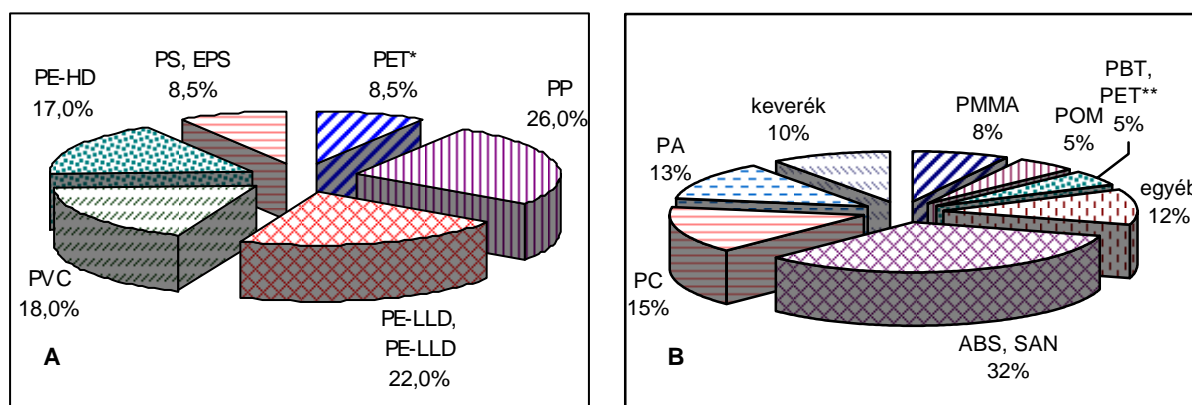 PS, EPS
8,5%
PET*
8,5%
PP
26,0%
PE-LLD,
PE-LLD
22,0%
PVC
18,0%
PE-HD
17,0%
A
keverék
10%
PMMA
8%
POM
5%
PBT,
PET**
5%
egyéb
12%
ABS, SAN
32%
PC
15%
PA
13%
B